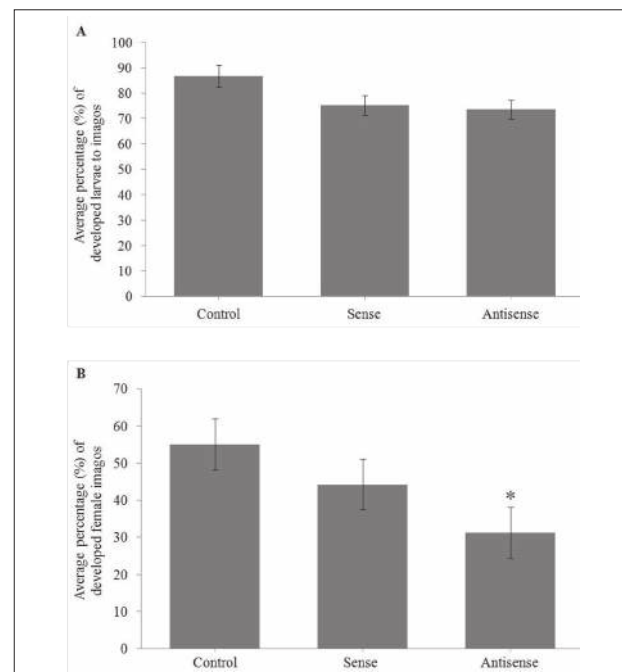 A
Average percentage (%) of
developed larvae to imagos
100
90
80
70
60
50
40
30
20
10
0
Control Sense Antisense
B
Average percentage (%) of
developed female imagos
70
60
50
40
30
20
10
0
*
Control Sense Antisense